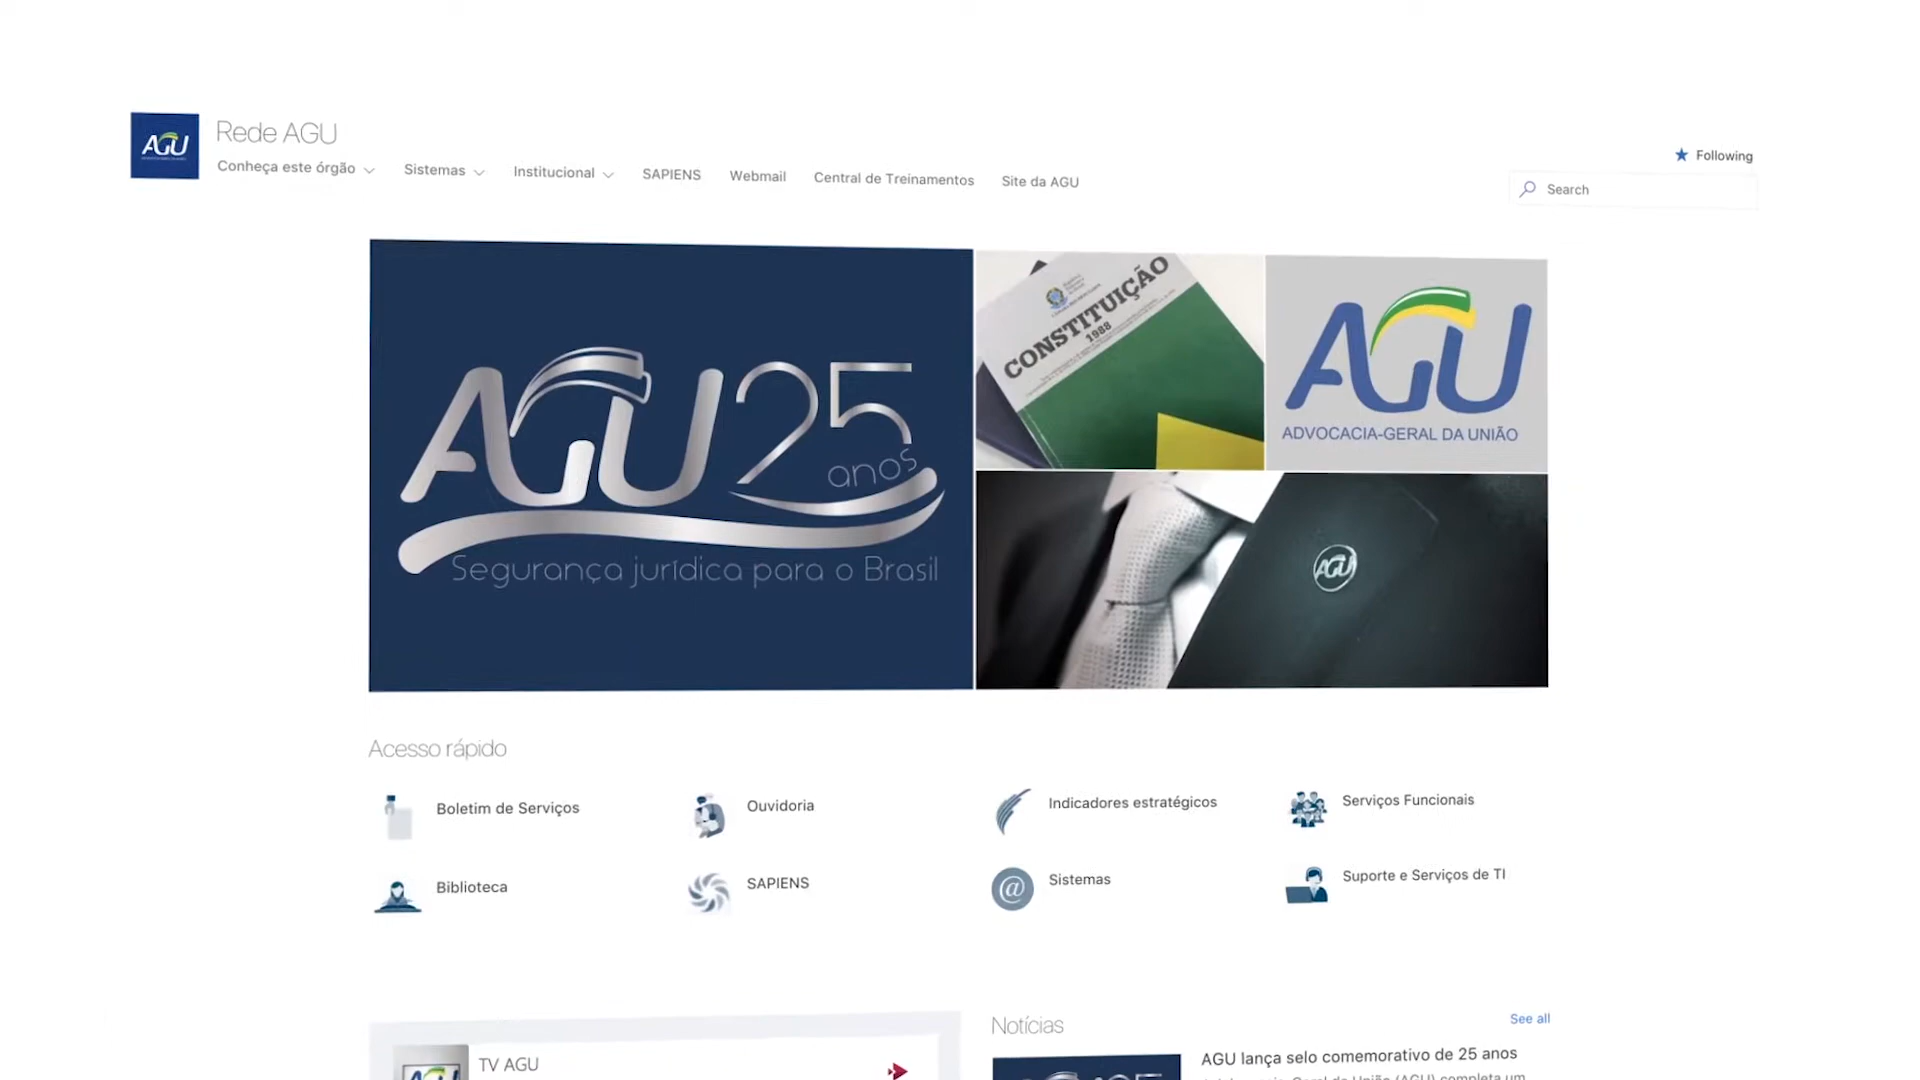 AGU
Rede AGU
Conheça este órgão
Sistemas
Institucional
SAPIENS
Webmail
Central de Treinamentos
Site da AGU
Following
Search
AGU 25
anos
Segurança jurídica para o Brasil
CONSTITUIÇÃO
1988
AGU
ADVOCACIA-GERAL DA UNIÃO
AGU
Acesso rápido
Boletim de Serviços
Ouvidoria
Indicadores estratégicos
Serviços Funcionais
Biblioteca
SAPIENS
Sistemas
Suporte e Serviços de TI
TV AGU
Notícias
See all
AGU lança selo comemorativo de 25 anos